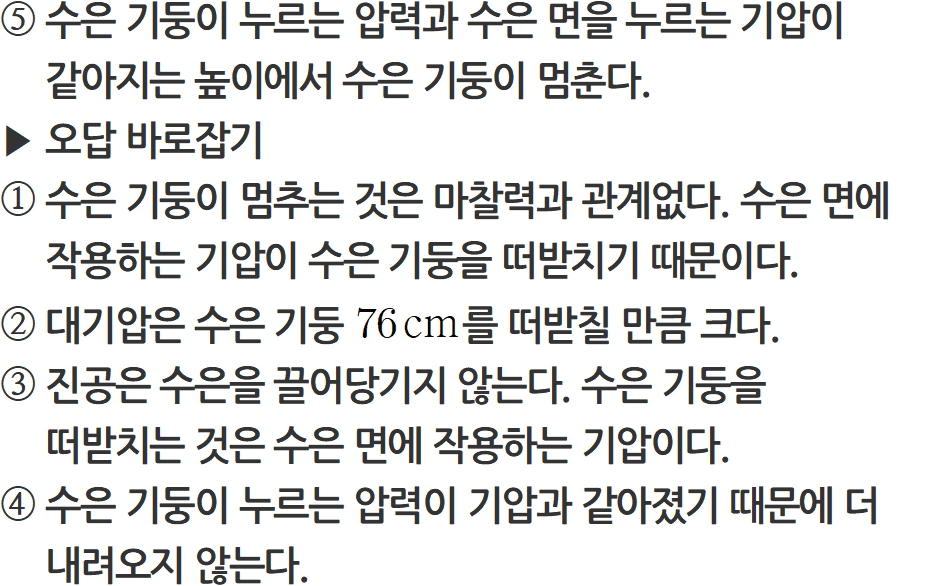 ⑤ 수은 기둥이 누르는 압력과 수은 면을 누르는 기압이
같아지는 높이에서 수은 기둥이 멈춘다.
▶ 오답 바로잡기
① 수은 기둥이 멈추는 것은 마찰력과 관계없다. 수은 면에
작용하는 기압이 수은 기둥을 떠받치기 때문이다.
② 대기압은 수은 기둥 76cm를 떠받칠 만큼 크다.
③ 진공은 수은을 끌어당기지 않는다. 수은 기둥을
떠받치는 것은 수은 면에 작용하는 기압이다.
④ 수은 기둥이 누르는 압력이 기압과 같아졌기 때문에 더
내려오지 않는다.